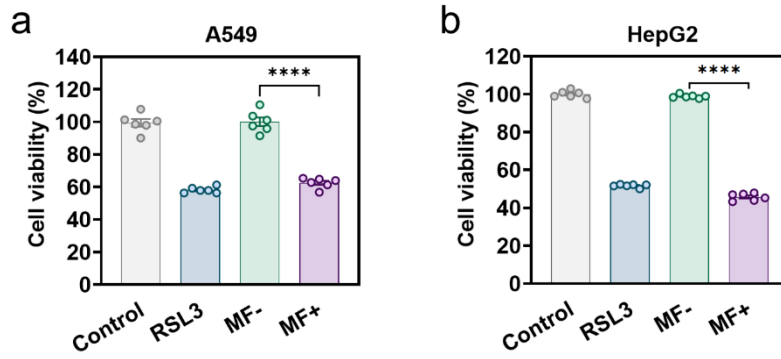 a
A549
Cell viability (%)
140
120
100
80
60
40
20
0
****
Control
RSL3
MF-
MF+
b
HepG2
Cell viability (%)
120
100
80
60
40
20
0
****
Control
RSL3
MF-
MF+